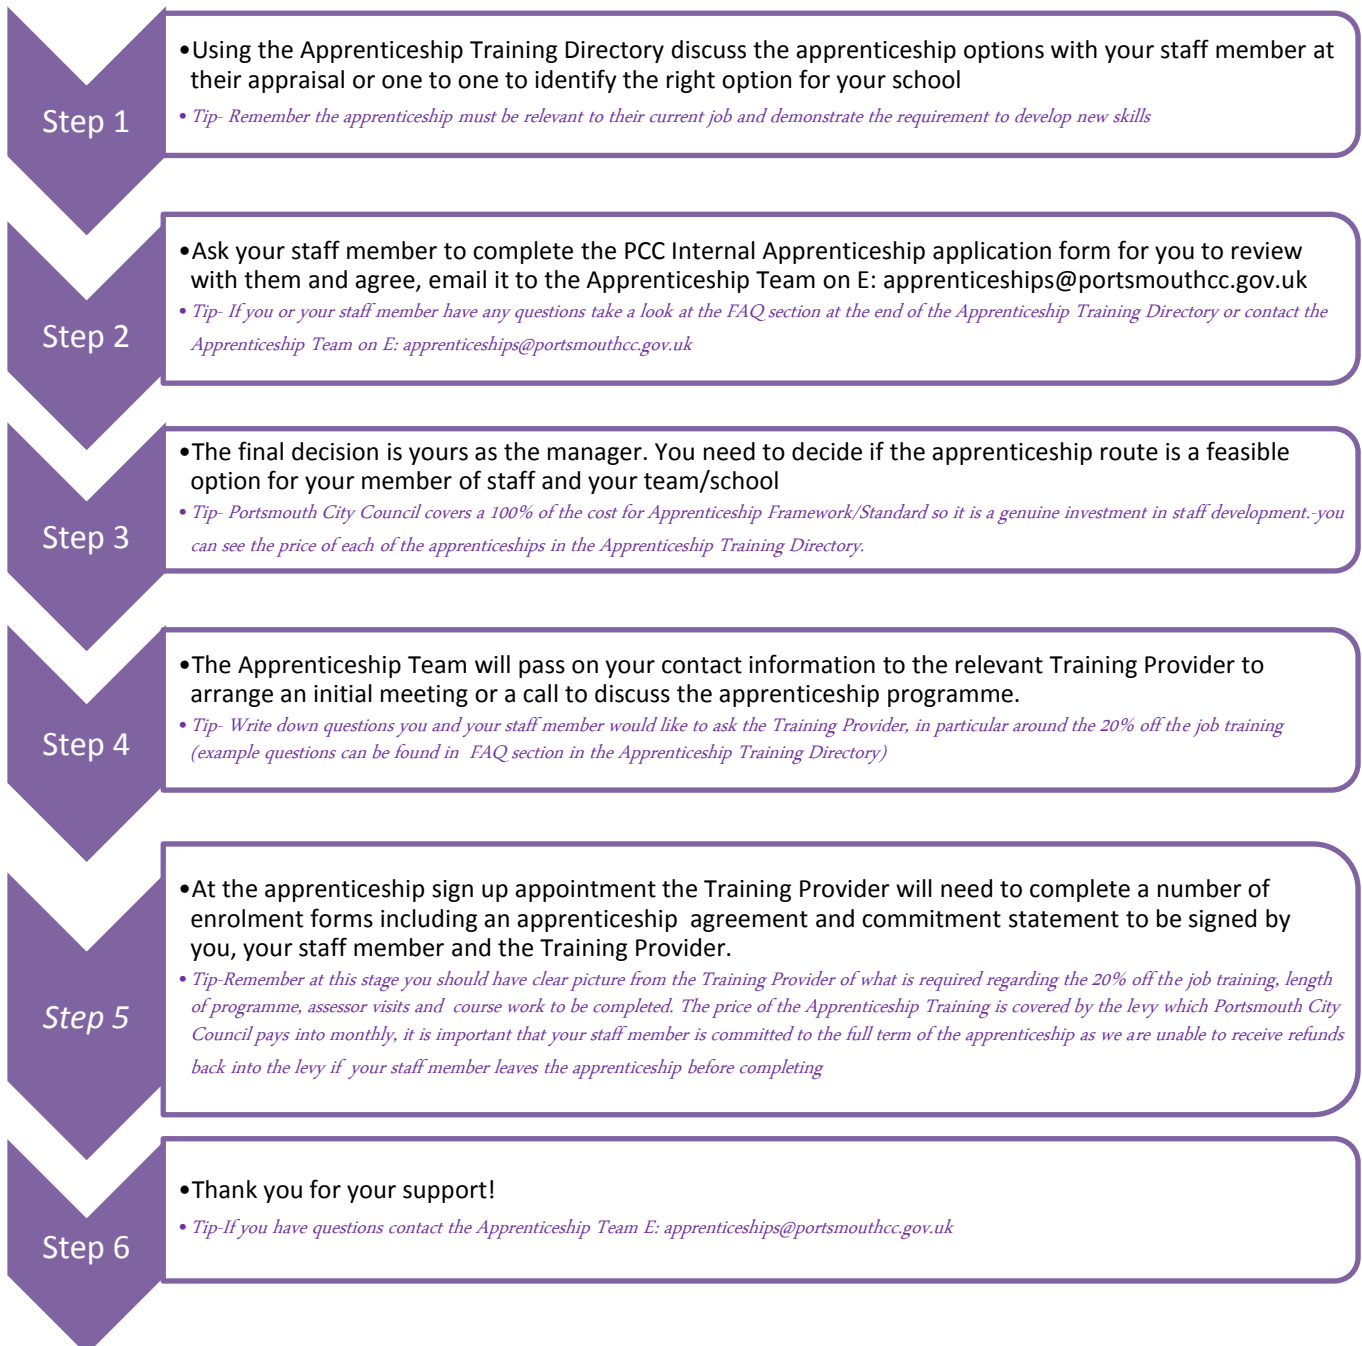 Step 1
•Using the Apprenticeship Training Directory discuss the apprenticeship options with your staff member at
their appraisal or one to one to identify the right option for your school
• Tip- Remember the apprenticeship must be relevant to their current job and demonstrate the requirement to develop new skills
Step 2
•Ask your staff member to complete the PCC Internal Apprenticeship application form for you to review
with them and agree, email it to the Apprenticeship Team on E: apprenticeships@portsmouthcc.gov.uk
• Tip- If you or your staff member have any questions take a look at the FAQ section at the end of the Apprenticeship Training Directory or contact the
Apprenticeship Team on E: apprenticeships@portsmouthcc.gov.uk
Step 3
•The final decision is yours as the manager. You need to decide if the apprenticeship route is a feasible
option for your member of staff and your team/school
• Tip- Portsmouth City Council covers a 100% of the cost for Apprenticeship Framework/Standard so it is a genuine investment in staff development.-you
can see the price of each of the apprenticeships in the Apprenticeship Training Directory.
Step 4
•The Apprenticeship Team will pass on your contact information to the relevant Training Provider to
arrange an initial meeting or a call to discuss the apprenticeship programme.
• Tip- Write down questions you and your staff member would like to ask the Training Provider, in particular around the 20% off the job training
(example questions can be found in FAQ section in the Apprenticeship Training Directory)
Step 5
•At the apprenticeship sign up appointment the Training Provider will need to complete a number of
enrolment forms including an apprenticeship agreement and commitment statement to be signed by
you, your staff member and the Training Provider.
• Tip-Remember at this stage you should have clear picture from the Training Provider of what is required regarding the 20% off the job training, length
of programme, assessor visits and course work to be completed. The price of the Apprenticeship Training is covered by the levy which Portsmouth City
Council pays into monthly, it is important that your staff member is committed to the full term of the apprenticeship as we are unable to receive refunds
back into the levy if your staff member leaves the apprenticeship before completing
Step 6
•Thank you for your support!
• Tip-If you have questions contact the Apprenticeship Team E: apprenticeships@portsmouthcc.gov.uk